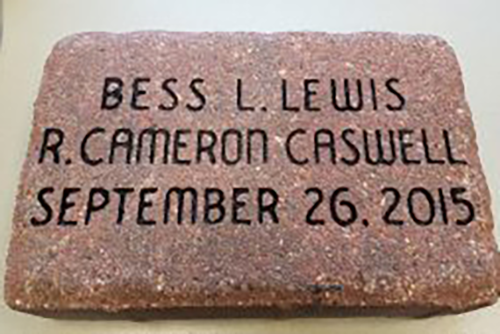 BESS L. LEWIS
R. CAMERON CASWELL
SEPTEMBER 26, 2015